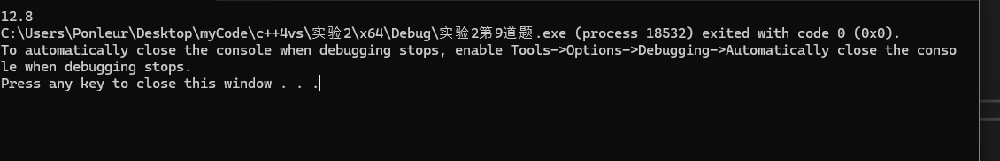 12.8
C:\Users\Ponleur\Desktop\myCode\c++4vs\实验2\x64\Debug\实验2第9道题.exe (process 18532) exited with code 0 (0x0).
To automatically close the console when debugging stops, enable Tools->Options->Debugging->Automatically close the conso
le when debugging stops.
Press any key to close this window . . .